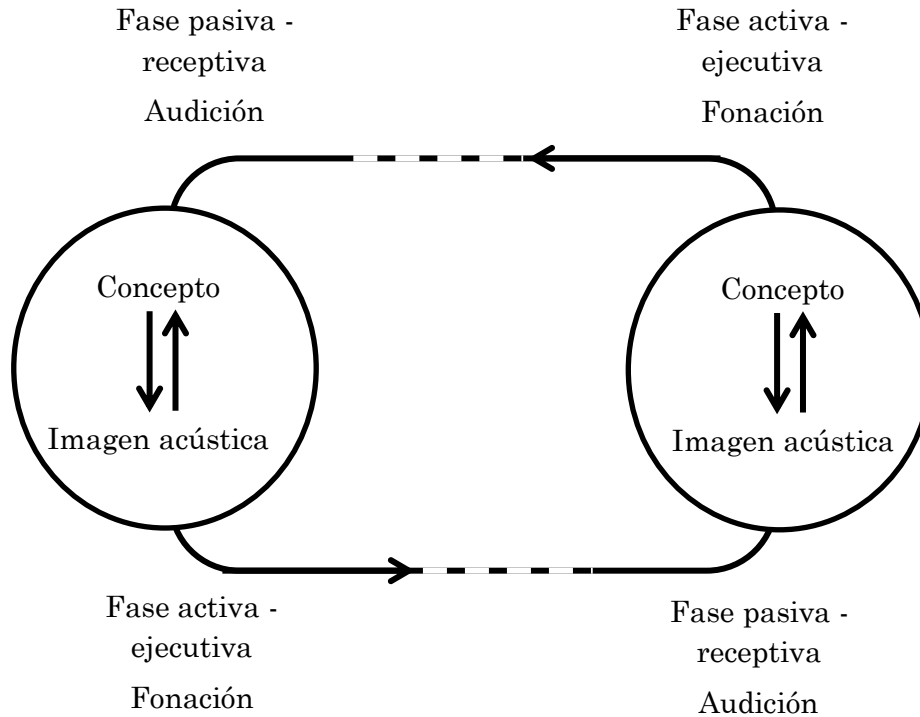 Fase pasiva -
receptiva
Audición
Fase activa -
ejecutiva
Fonación
Concepto
Imagen acústica
Concepto
Imagen acústica
Fase activa -
ejecutiva
Fonación
Fase pasiva -
receptiva
Audición